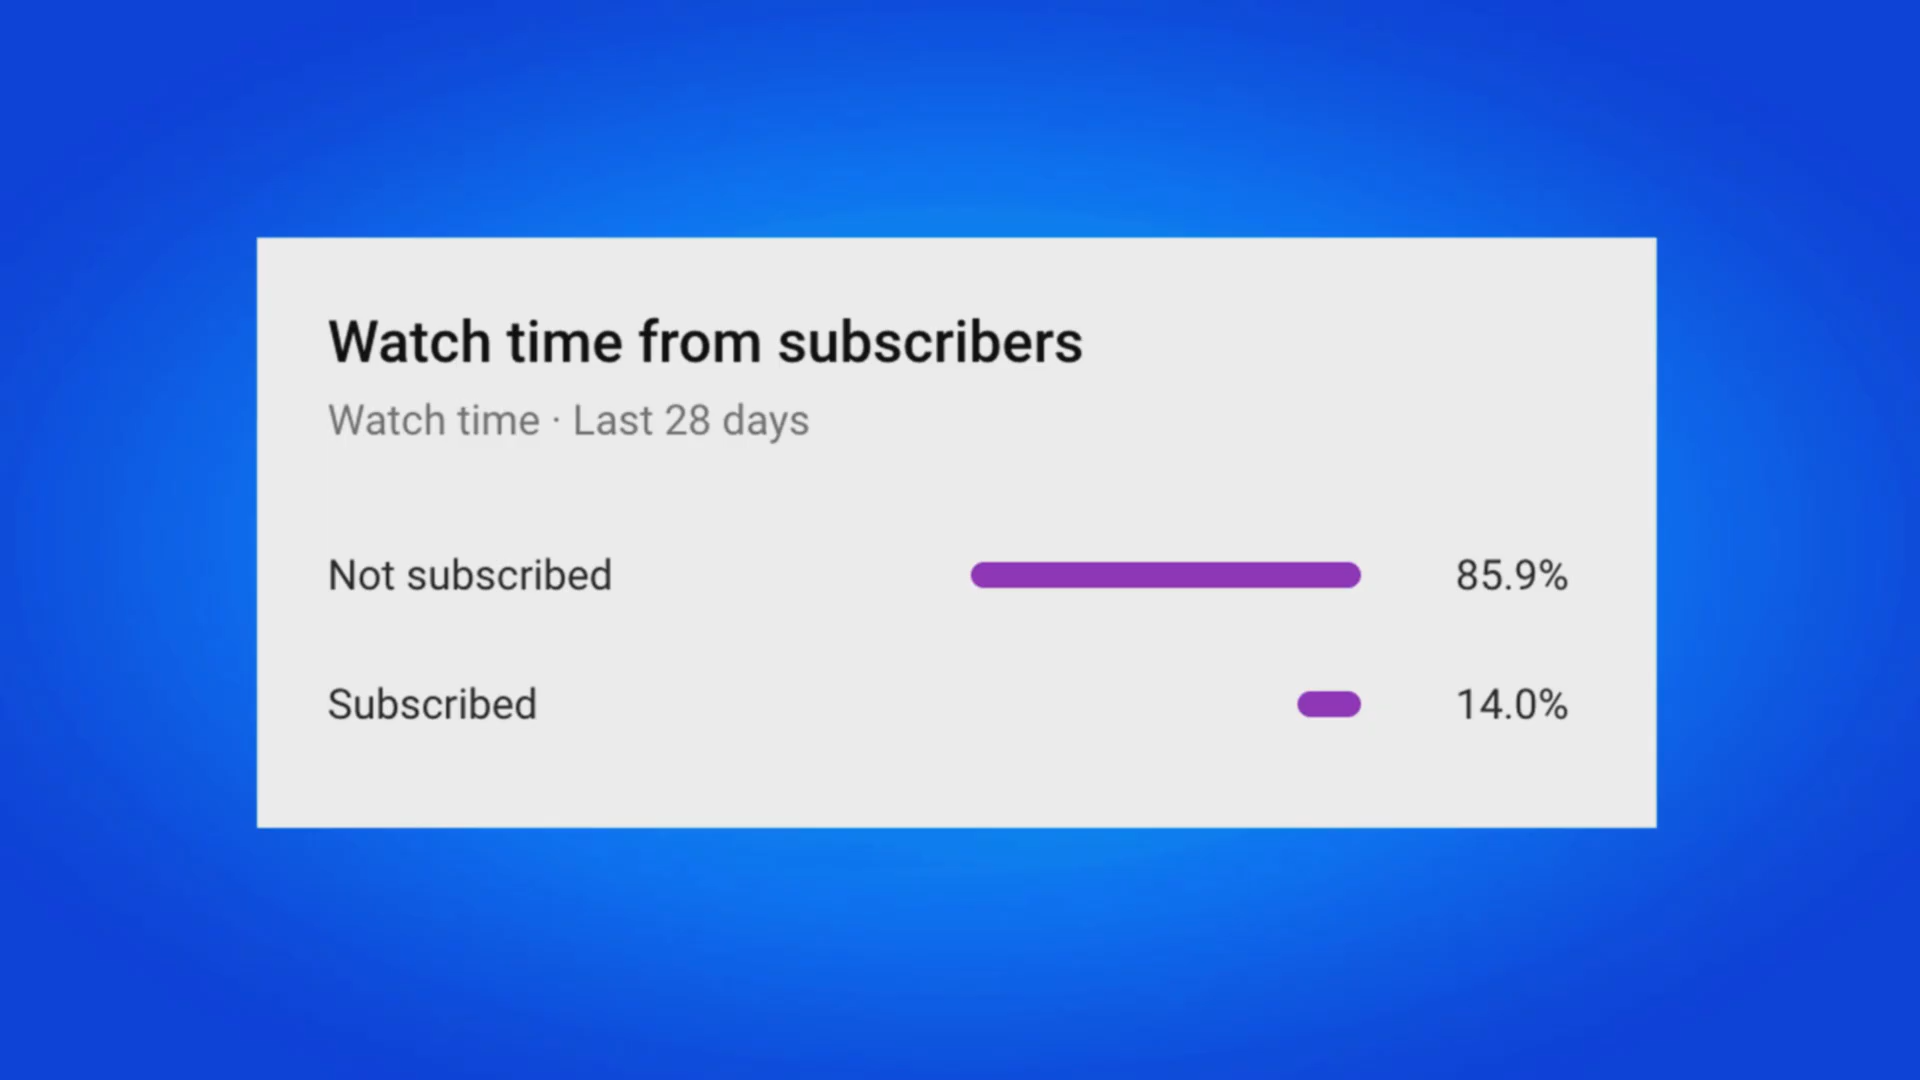 Watch time from subscribers
Watch time · Last 28 days
Not subscribed 85.9%
Subscribed 14.0%